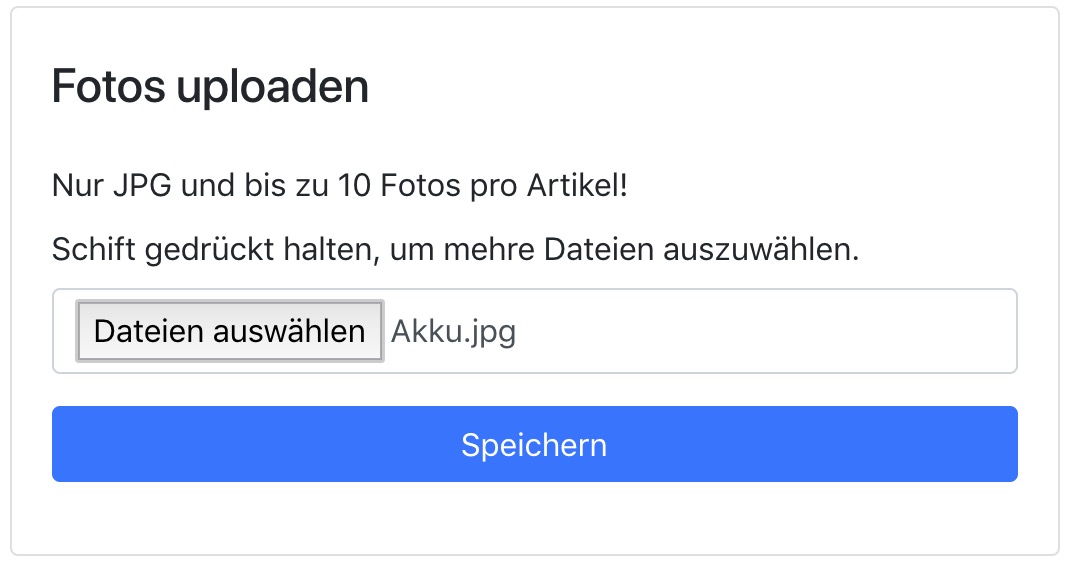 Fotos uploaden
Nur JPG und bis zu 10 Fotos pro Artikel!
Schift gedrückt halten, um mehre Dateien auszuwählen.
Dateien auswählen Akku.jpg
Speichern